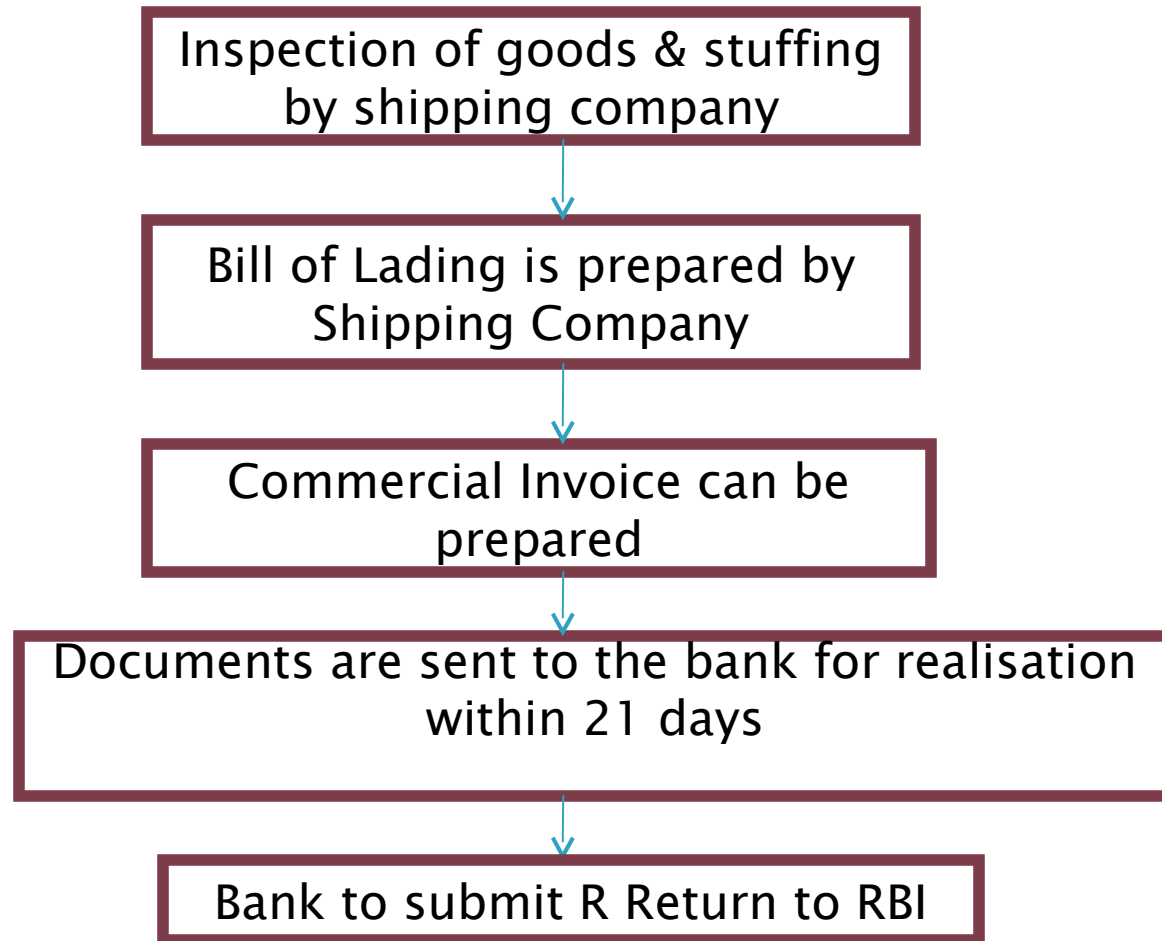 Inspection of goods & stuffing
by shipping company
Bill of Lading is prepared by
Shipping Company
Commercial Invoice can be
prepared
Documents are sent to the bank for realisation
within 21 days
Bank to submit R Return to RBI